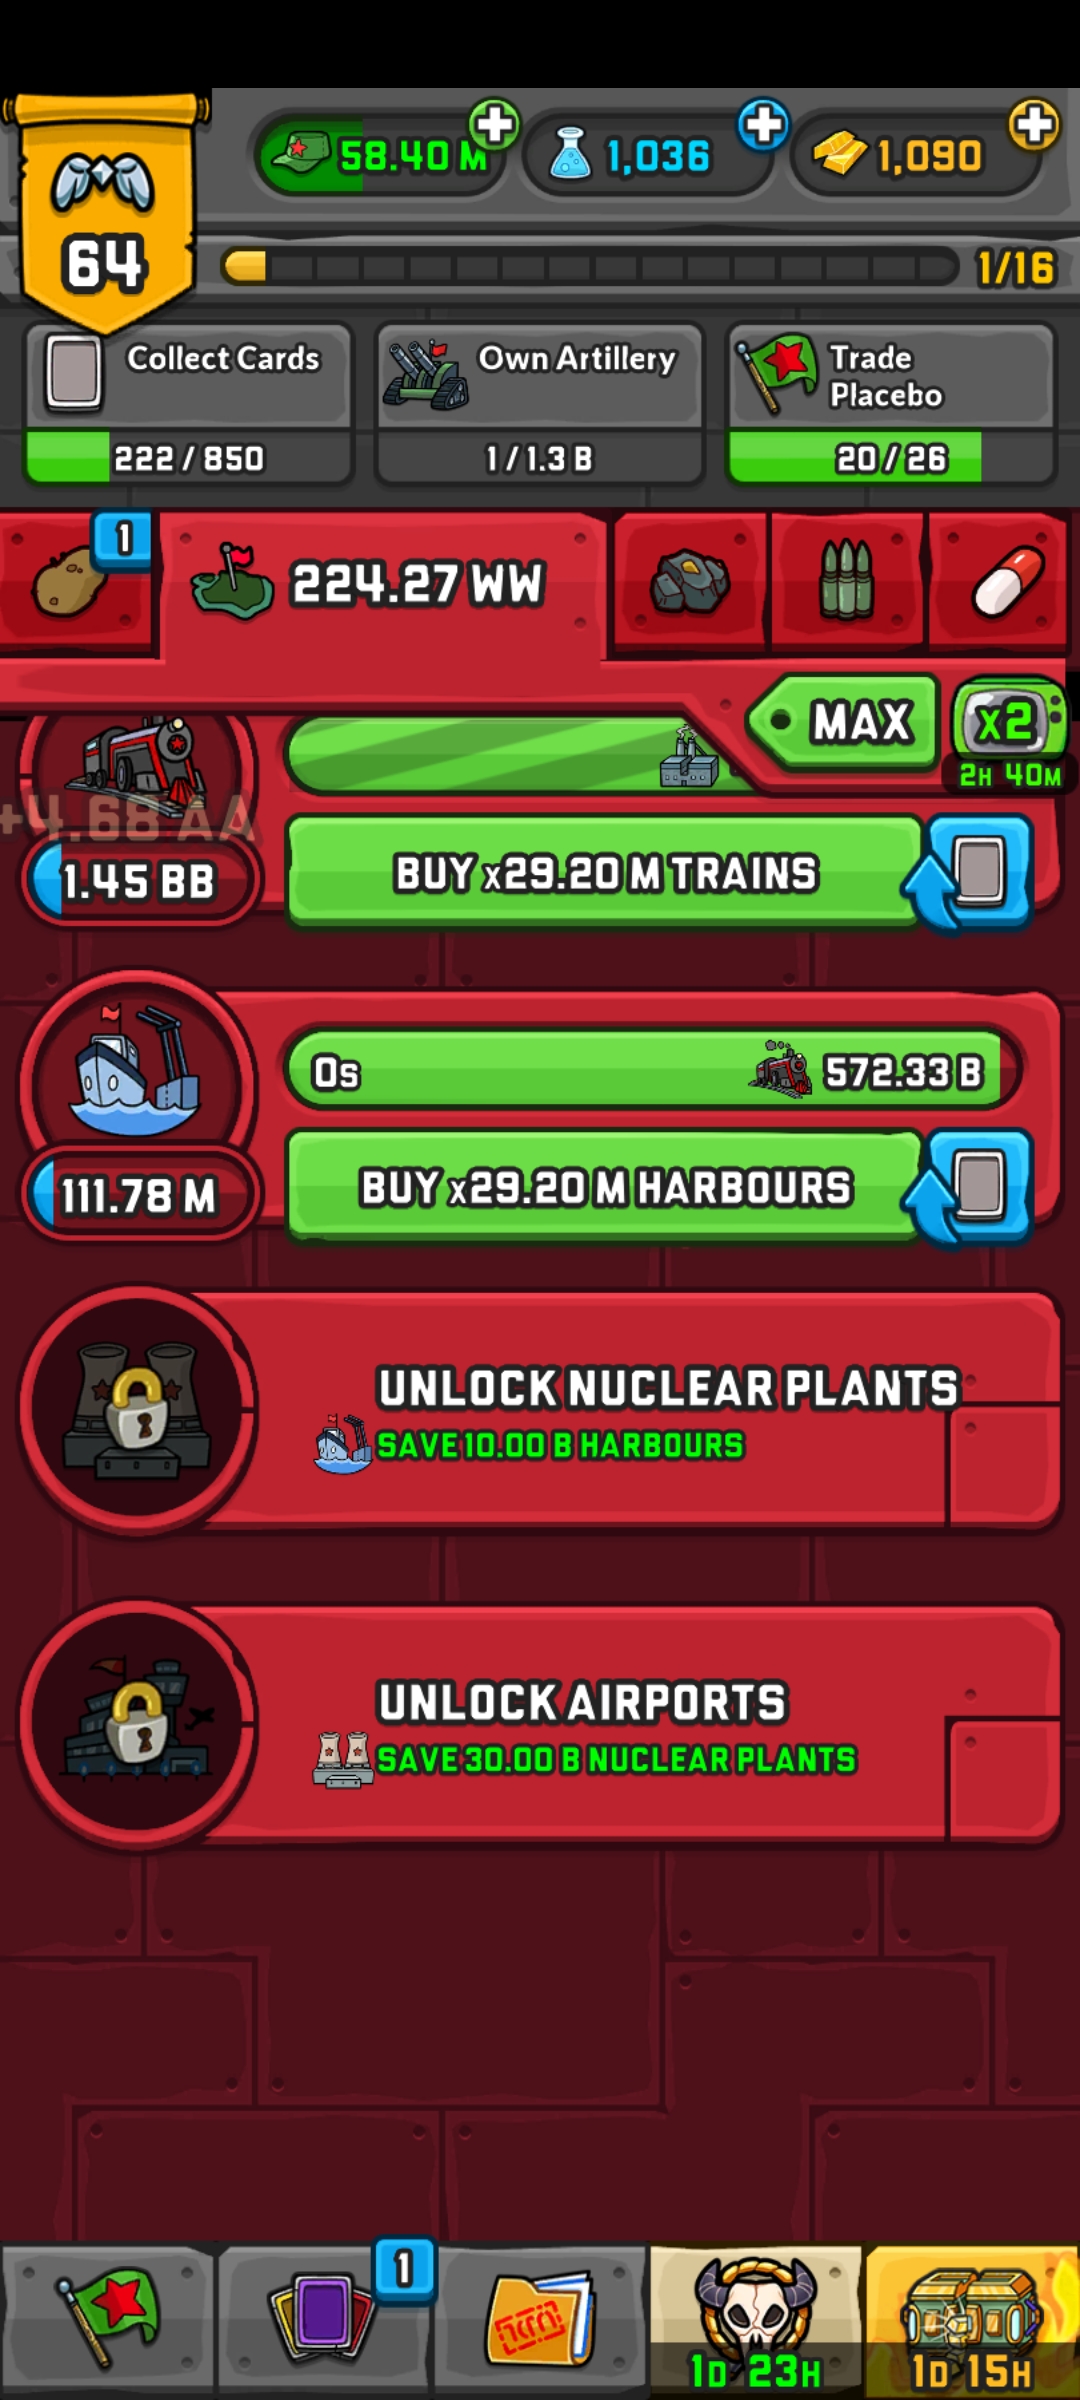 58.40 M
1,036
1,090
64
1/16
Collect Cards
222 / 850
Own Artillery
1 / 1.3 B
Trade
Placebo
20 / 26
1
224.27 WW
MAX
X2
2H 40M
+4.68 AA
1.45 BB
BUY x29.20 M TRAINS
0s
572.33 B
111.78 M
BUY x29.20 M HARBOURS
UNLOCK NUCLEAR PLANTS
SAVE 10.00 B HARBOURS
UNLOCK AIRPORTS
SAVE 30.00 B NUCLEAR PLANTS
1
1D 23H
1D 15H